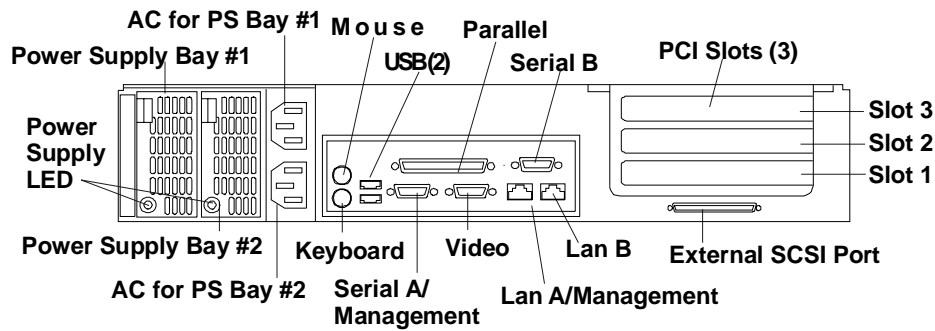 AC for PS Bay #1
Mouse
Parallel
Power Supply Bay #1
USB(2)
Serial B
PCI Slots (3)
Power
Supply
LED
Slot 3
Slot 2
Slot 1
Power Supply Bay #2
Keyboard
Video
Lan B
External SCSI Port
AC for PS Bay #2
Serial A/
Management
Lan A/Management